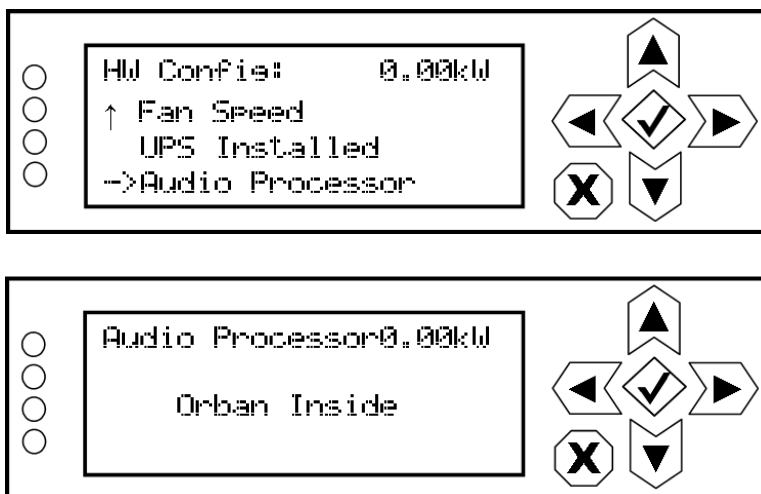 HW Config: 0.00kW
↑ Fan Speed
UPS Installed
->Audio Processor
X
Audio Processor0.00kW
Orban Inside
X